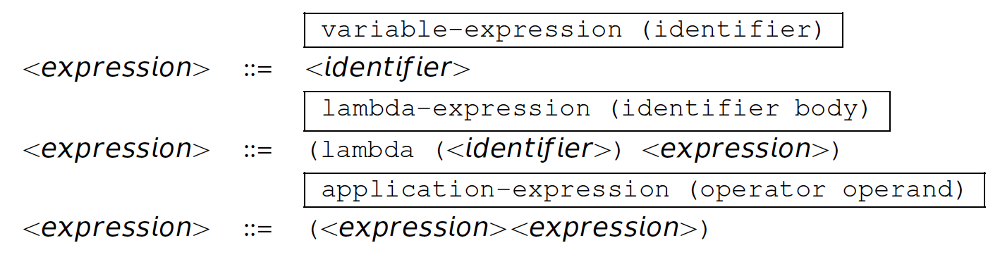 variable-expression (identifier)
<expression> ::= <identifier>
lambda-expression (identifier body)
<expression> ::= (lambda (<identifier>) <expression>)
application-expression (operator operand)
<expression> ::= (<expression><expression>)